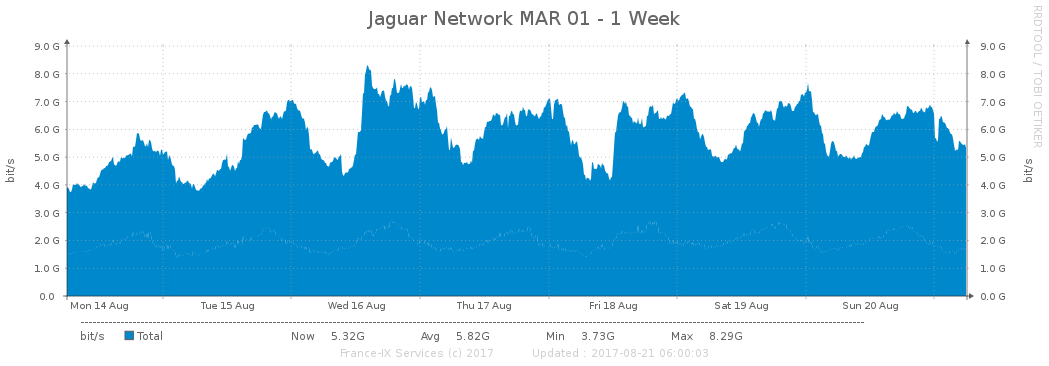 Jaguar Network MAR 01 - 1 Week
RRDTOOL / TOBI OETIKER
bit/s
9.0 G 9.0 G
8.0 G 8.0 G
7.0 G 7.0 G
6.0 G 6.0 G
5.0 G 5.0 G
4.0 G 4.0 G
3.0 G 3.0 G
2.0 G 2.0 G
1.0 G 1.0 G
0.0 0.0 G
bit/s
Mon 14 Aug Tue 15 Aug Wed 16 Aug Thu 17 Aug Fri 18 Aug Sat 19 Aug Sun 20 Aug
bit/s Total Now 5.32G Avg 5.82G Min 3.73G Max 8.29G
France-IX Services (c) 2017 Updated : 2017-08-21 06:00:03